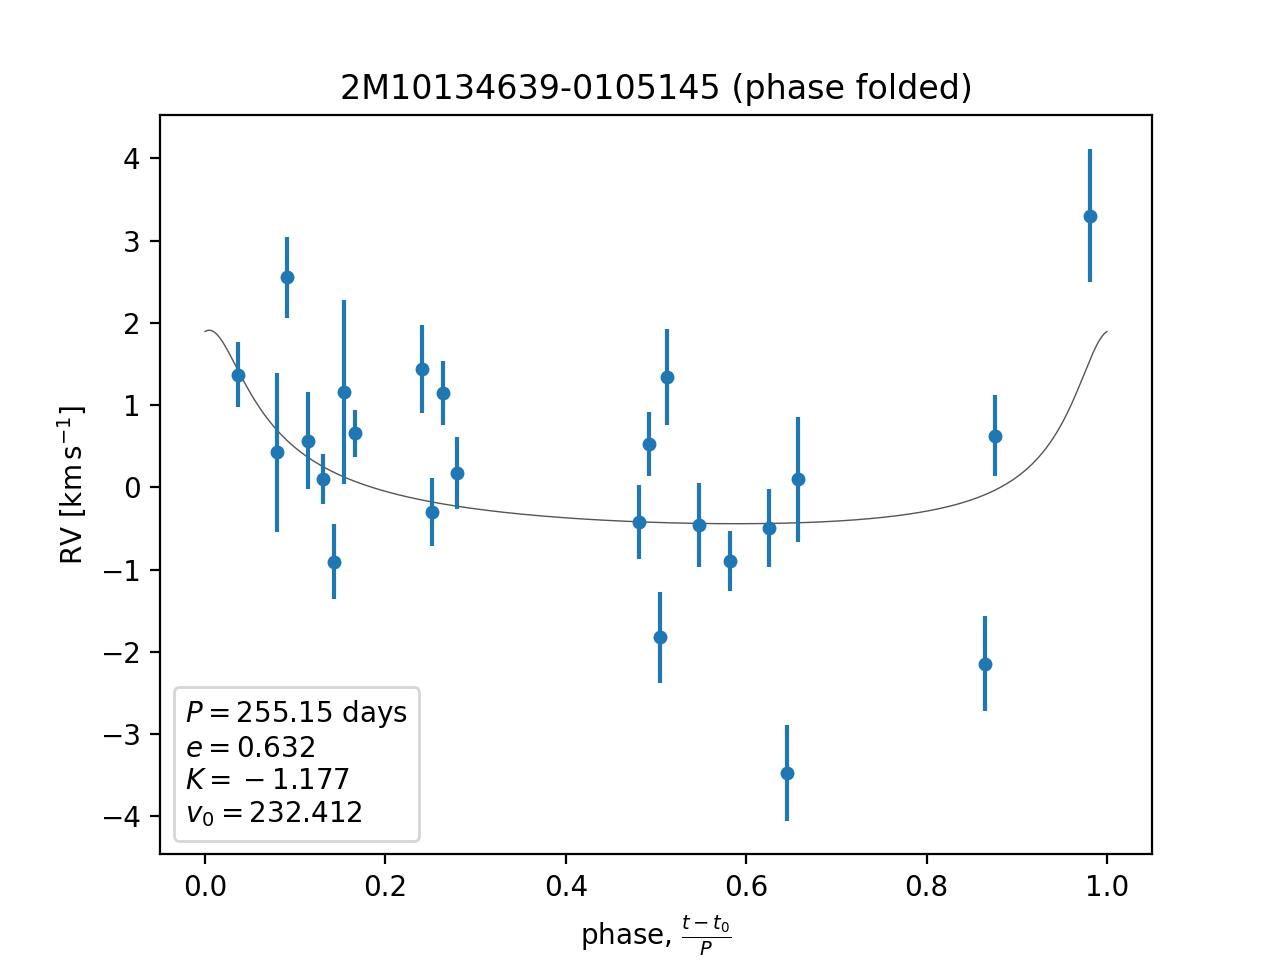 2M10134639-0105145 (phase folded)
RV [km s⁻¹]
4
3
2
1
0
−1
−2
−3
−4
P = 255.15 days
e = 0.632
K = −1.177
v₀ = 232.412
0.0 0.2 0.4 0.6 0.8 1.0
phase, (t − t₀)/P